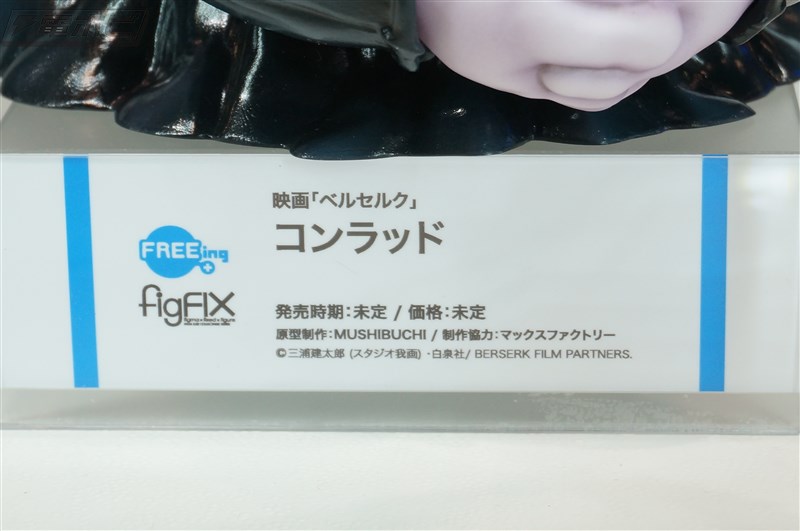 映画「ベルセルク」
コンラッド
FREEing
figFIX
発売時期：未定 / 価格：未定
原型制作：MUSHIBUCHI / 制作協力：マックスファクトリー
©三浦建太郎 (スタジオ我画) ・白泉社/ BERSERK FILM PARTNERS.